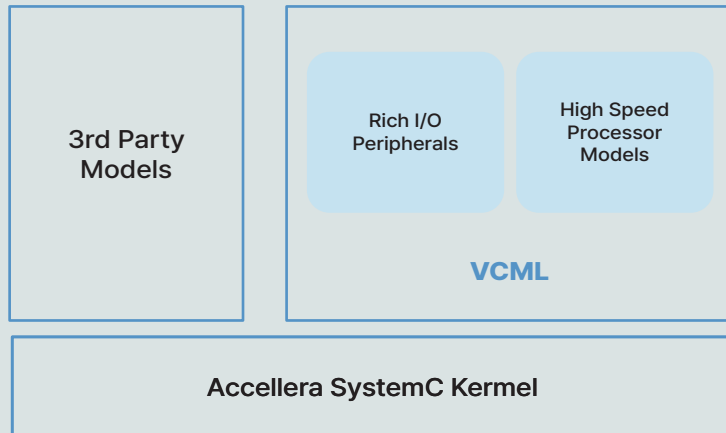 3rd Party
Models
Rich I/O
Peripherals
High Speed
Processor
Models
VCML
Accellera SystemC Kermel